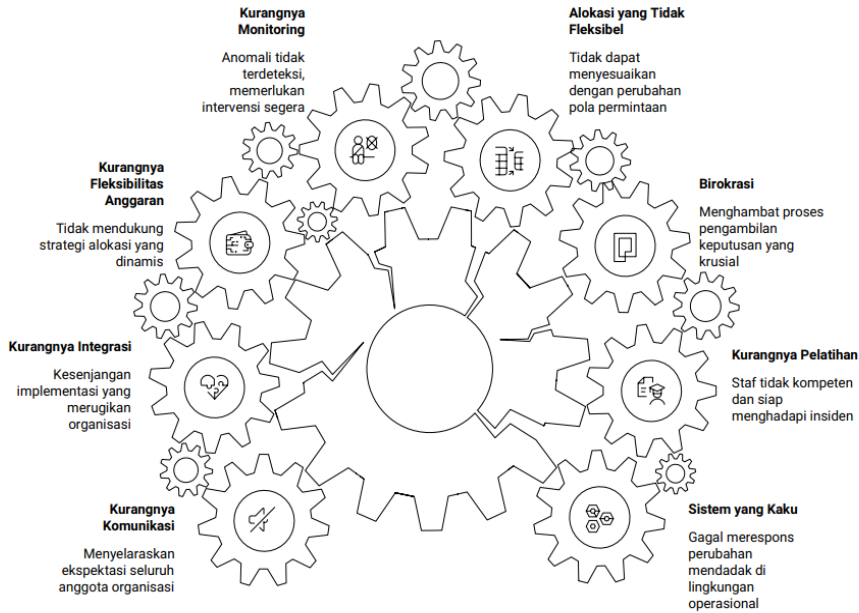 Kurangnya
Monitoring
Anomali tidak
terdeteksi,
memerlukan
intervensi segera
Alokasi yang Tidak
Fleksibel
Tidak dapat
menyesuaikan
dengan perubahan
pola permintaan
Kurangnya
Fleksibilitas
Anggaran
Tidak mendukung
strategi alokasi yang
dinamis
Birokrasi
Menghambat proses
pengambilan
keputusan yang
krusial
Kurangnya Integrasi
Kesenjangan
implementasi yang
merugikan
organisasi
Kurangnya Pelatihan
Staf tidak kompeten
dan siap
menghadapi insiden
Kurangnya
Komunikasi
Menyelaraskan
ekspektasi seluruh
anggota organisasi
Sistem yang Kaku
Gagal merespons
perubahan
mendadak di
lingkungan
operasional